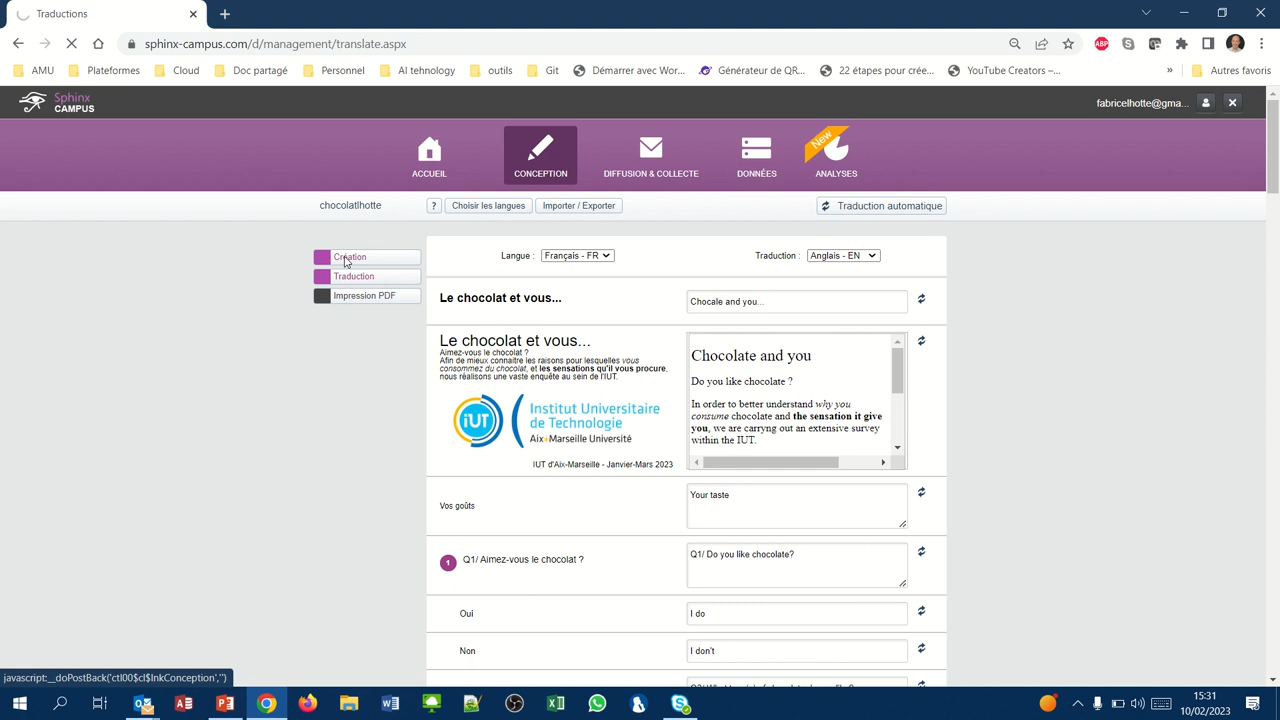 Traductions
sphinx-campus.com/d/management/translate.aspx
ABP
AMU
Plateformes
Cloud
Doc partagé
Personnel
AI tehnology
outils
Git
Démarrer avec Wor...
Générateur de QR...
22 étapes pour crée...
YouTube Creators –...
»
Autres favoris
Sphinx
CAMPUS
fabricelhotte@gma...
ACCUEIL
CONCEPTION
DIFFUSION & COLLECTE
DONNÉES
New
ANALYSES
chocolatlhotte
?
Choisir les langues
Importer / Exporter
Traduction automatique
Création
Traduction
Impression PDF
Langue :
Français - FR
Traduction :
Anglais - EN
Le chocolat et vous...
Chocale and you...
Le chocolat et vous...
Aimez-vous le chocolat ?
Afin de mieux connaitre les raisons pour lesquelles vous
consommez du chocolat, et les sensations qu'il vous procure,
nous réalisons une vaste enquête au sein de l'IUT.
iUT
Institut Universitaire
de Technologie
Aix+Marseille Université
IUT d'Aix-Marseille - Janvier-Mars 2023
Chocolate and you
Do you like chocolate ?
In order to better understand why you
consume chocolate and the sensation it give
you, we are carryng out an extensive survey
within the IUT.
Vos goûts
Your taste
1
Q1/ Aimez-vous le chocolat ?
Q1/ Do you like chocolate?
Oui
I do
Non
I don't
javascript:__doPostBack('ctl00$cl$lnkConception','')
15:31
10/02/2023